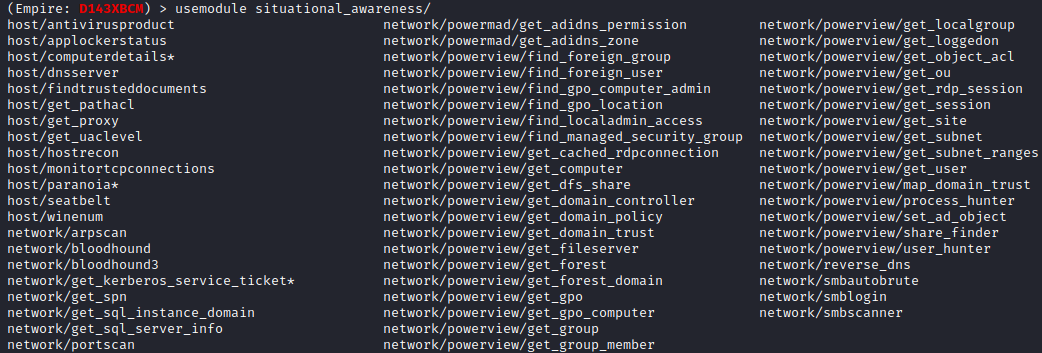 (Empire: D143XBCM) > usemodule situational_awareness/
host/antivirusproduct network/powermad/get_adidns_permission network/powerview/get_localgroup
host/applockerstatus network/powermad/get_adidns_zone network/powerview/get_loggedon
host/computerdetails* network/powerview/find_foreign_group network/powerview/get_object_acl
host/dnsserver network/powerview/find_foreign_user network/powerview/get_ou
host/findtrusteddocuments network/powerview/find_gpo_computer_admin network/powerview/get_rdp_session
host/get_pathacl network/powerview/find_gpo_location network/powerview/get_session
host/get_proxy network/powerview/find_localadmin_access network/powerview/get_site
host/get_uaclevel network/powerview/find_managed_security_group network/powerview/get_subnet
host/hostrecon network/powerview/get_cached_rdpconnection network/powerview/get_subnet_ranges
host/monitortcpconnections network/powerview/get_computer network/powerview/get_user
host/paranoia* network/powerview/get_dfs_share network/powerview/map_domain_trust
host/seatbelt network/powerview/get_domain_controller network/powerview/process_hunter
host/winenum network/powerview/get_domain_policy network/powerview/set_ad_object
network/arpscan network/powerview/get_domain_trust network/powerview/share_finder
network/bloodhound network/powerview/get_fileserver network/powerview/user_hunter
network/bloodhound3 network/powerview/get_forest network/reverse_dns
network/get_kerberos_service_ticket* network/powerview/get_forest_domain network/smbautobrute
network/get_spn network/powerview/get_gpo network/smblogin
network/get_sql_instance_domain network/powerview/get_gpo_computer network/smbscanner
network/get_sql_server_info network/powerview/get_group
network/portscan network/powerview/get_group_member